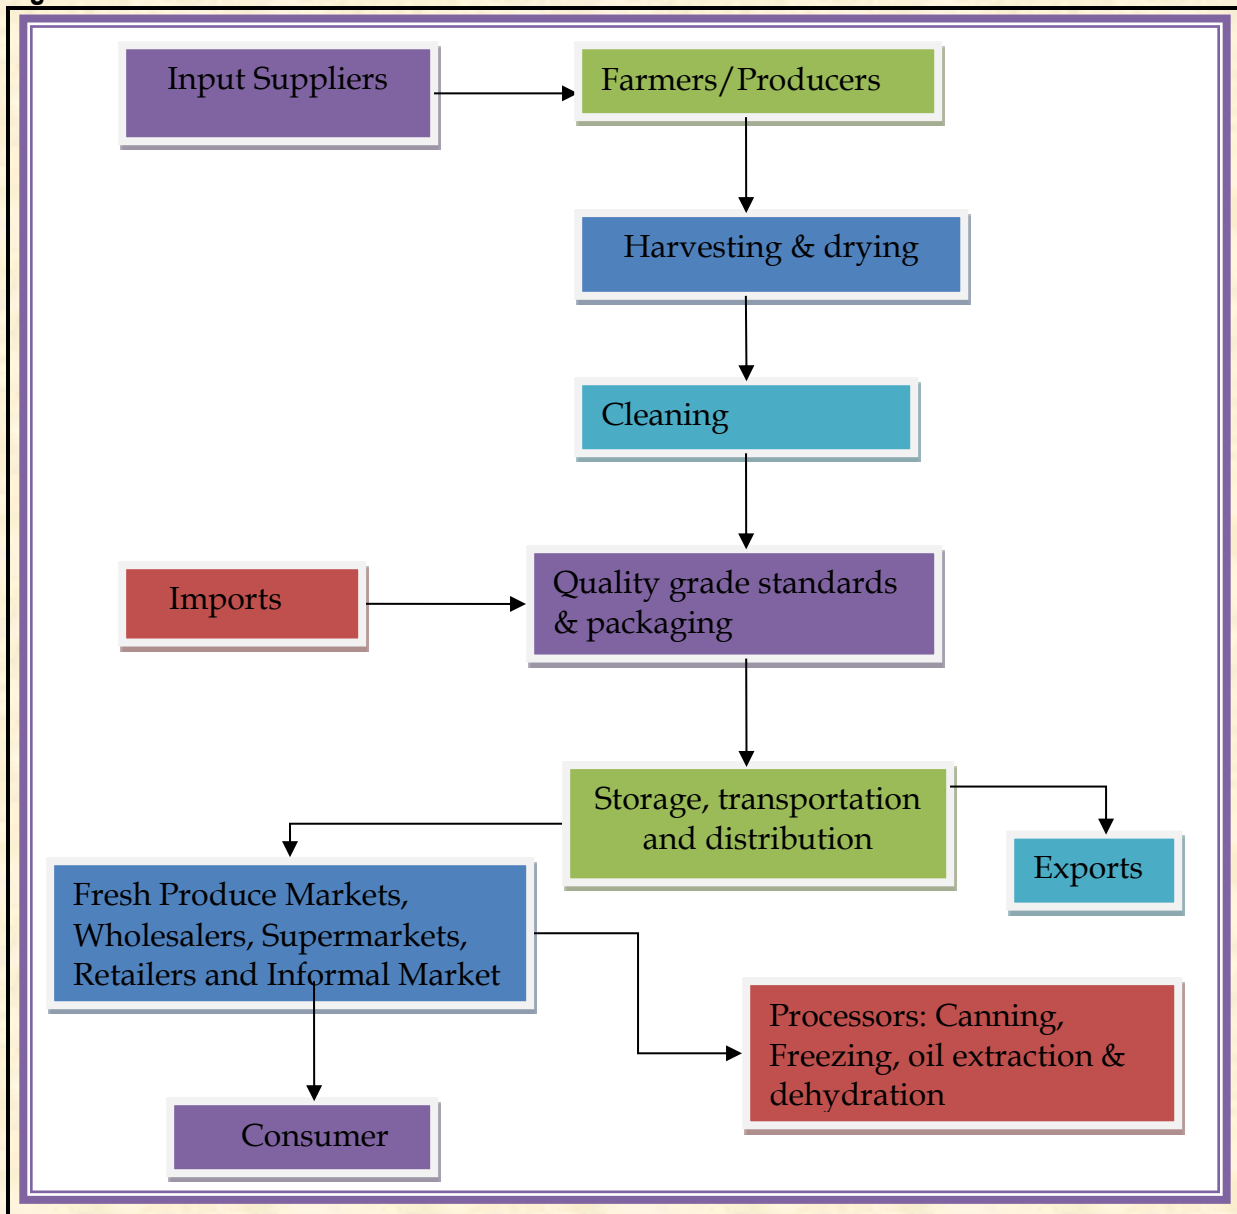 Input Suppliers
Farmers/Producers
Harvesting & drying
Cleaning
Imports
Quality grade standards
& packaging
Storage, transportation
and distribution
Exports
Fresh Produce Markets,
Wholesalers, Supermarkets,
Retailers and Informal Market
Processors: Canning,
Freezing, oil extraction &
dehydration
Consumer